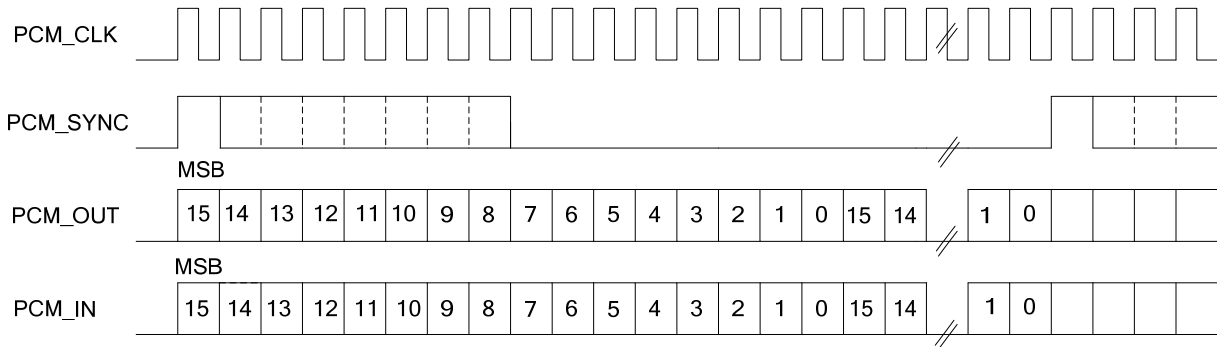 PCM_CLK
PCM_SYNC
MSB
PCM_OUT 15 14 13 12 11 10 9 8 7 6 5 4 3 2 1 0 15 14 1 0
MSB
PCM_IN 15 14 13 12 11 10 9 8 7 6 5 4 3 2 1 0 15 14 1 0